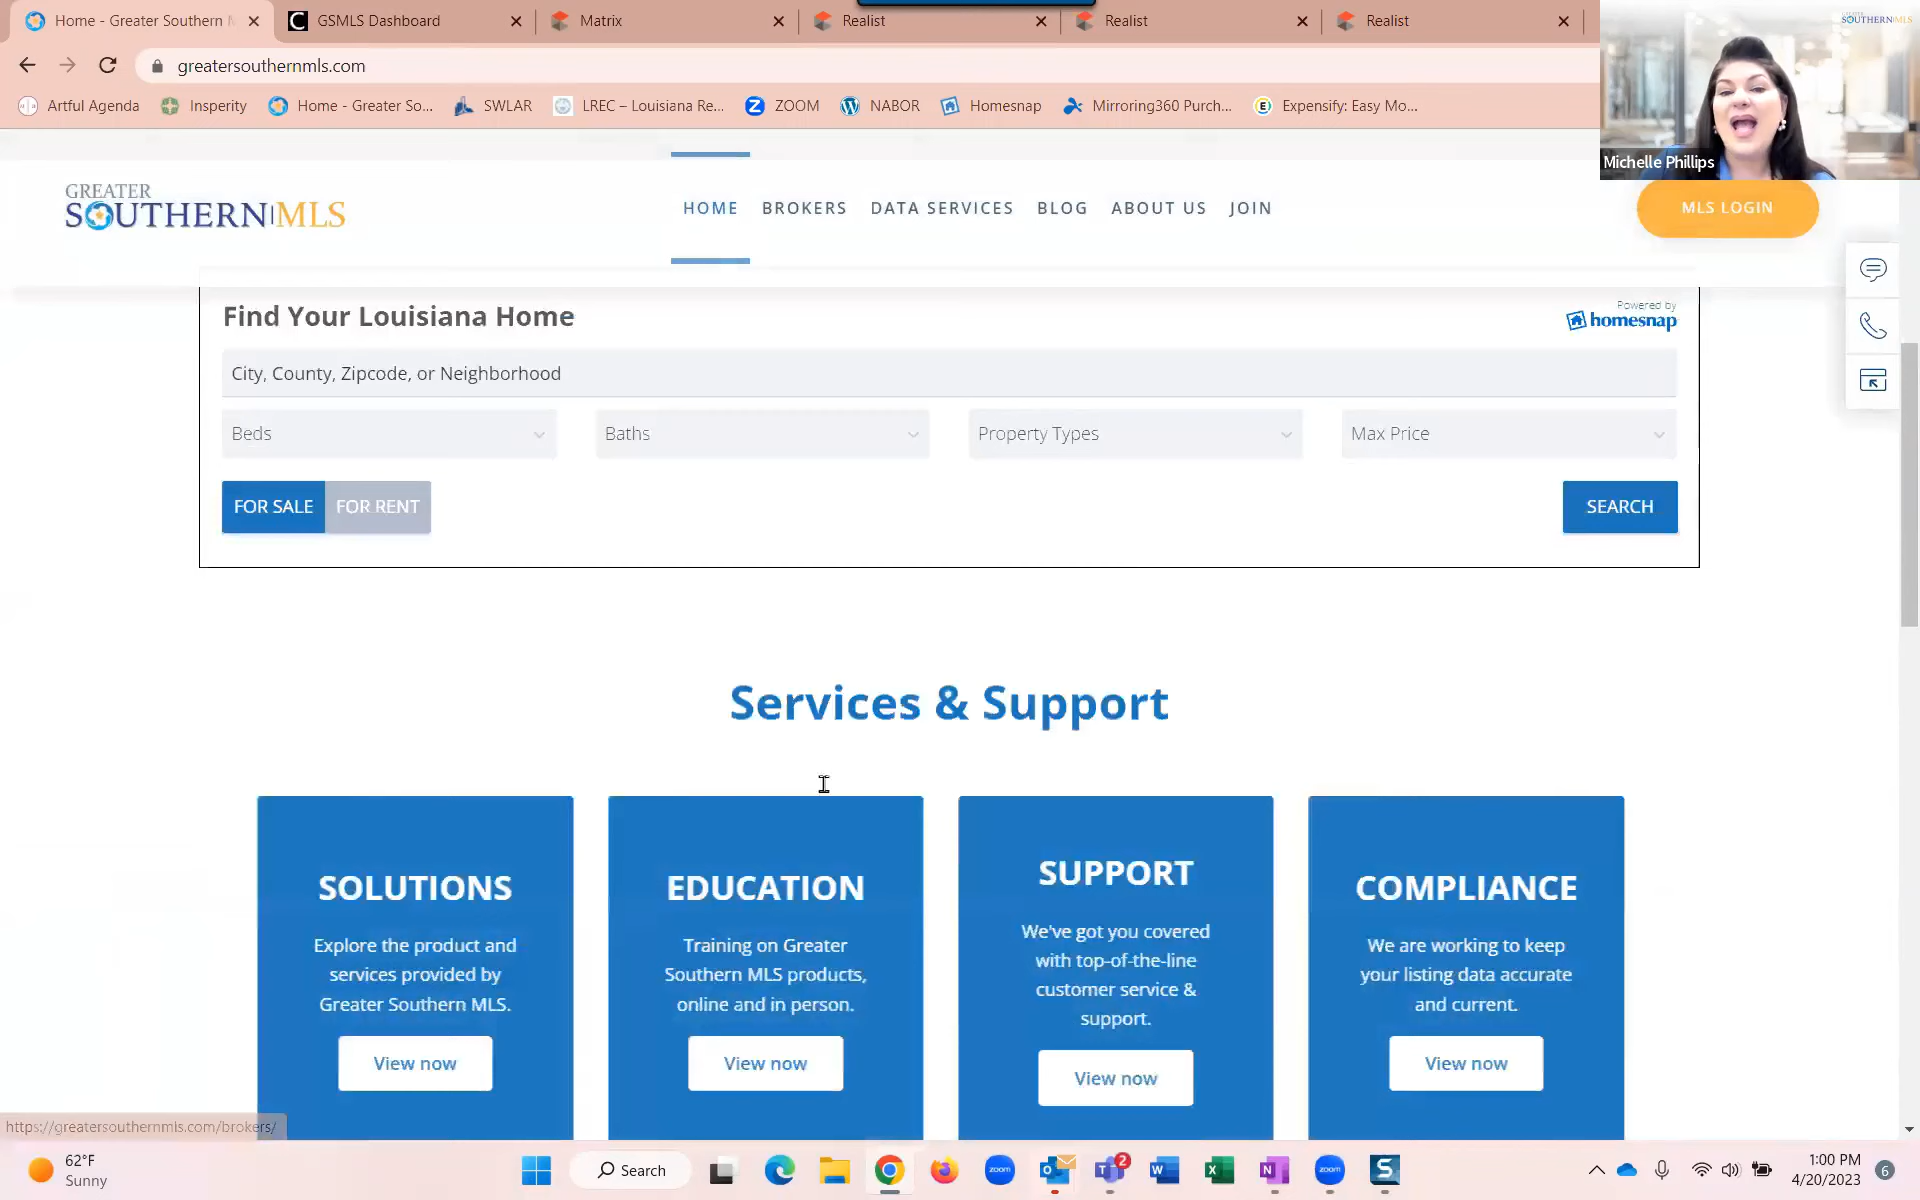 Home - Greater Southern M
GSMLS Dashboard
Matrix
Realist
Realist
Realist
greatersouthernmls.com
Artful Agenda
Insperity
Home - Greater So...
SWLAR
LREC – Louisiana Re...
ZOOM
NABOR
Homesnap
Mirroring360 Purch...
Expensify: Easy Mo...
SOUTHERN MLS
Michelle Phillips
GREATER
SOUTHERN MLS
HOME
BROKERS
DATA SERVICES
BLOG
ABOUT US
JOIN
MLS LOGIN
Find Your Louisiana Home
Powered by
homesnap
City, County, Zipcode, or Neighborhood
Beds
Baths
Property Types
Max Price
FOR SALE
FOR RENT
SEARCH
Services & Support
SOLUTIONS
Explore the product and
services provided by
Greater Southern MLS.
View now
EDUCATION
Training on Greater
Southern MLS products,
online and in person.
View now
SUPPORT
We've got you covered
with top-of-the-line
customer service &
support.
View now
COMPLIANCE
We are working to keep
your listing data accurate
and current.
View now
https://greatersouthernmls.com/brokers/
62°F
Sunny
Search
zoom
2
zoom
1:00 PM
4/20/2023
6